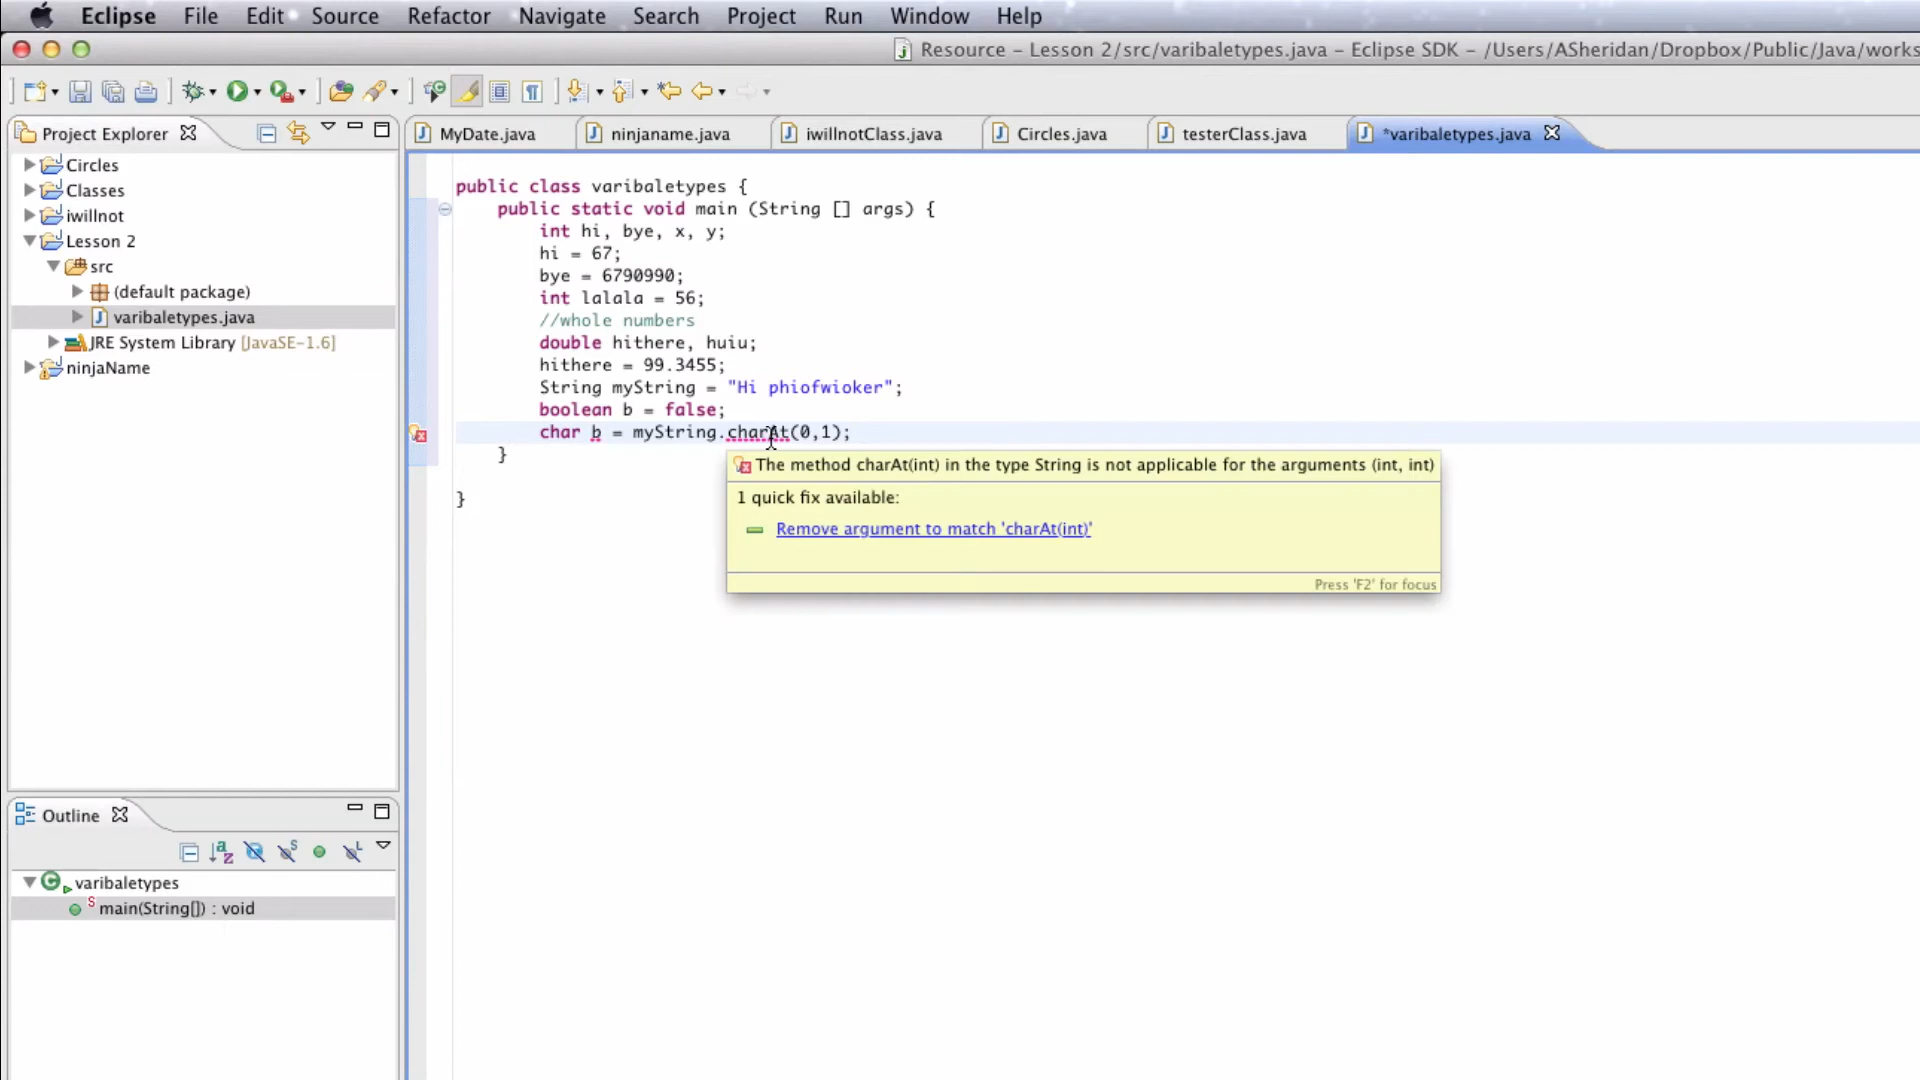 Eclipse File Edit Source Refactor Navigate Search Project Run Window Help
Resource - Lesson 2/src/varibaletypes.java - Eclipse SDK - /Users/ASheridan/Dropbox/Public/Java/works
Project Explorer
MyDate.java ninjaname.java iwillnotClass.java Circles.java testerClass.java *varibaletypes.java
Circles
Classes
iwillnot
Lesson 2
src
(default package)
varibaletypes.java
JRE System Library [JavaSE-1.6]
ninjaName
public class varibaletypes {
public static void main (String [] args) {
int hi, bye, x, y;
hi = 67;
bye = 6790990;
int lalala = 56;
//whole numbers
double hithere, huiu;
hithere = 99.3455;
String myString = "Hi phiofwioker";
boolean b = false;
char b = myString.charAt(0,1);
}
}
The method charAt(int) in the type String is not applicable for the arguments (int, int)
1 quick fix available:
Remove argument to match 'charAt(int)'
Press 'F2' for focus
Outline
varibaletypes
main(String[]) : void